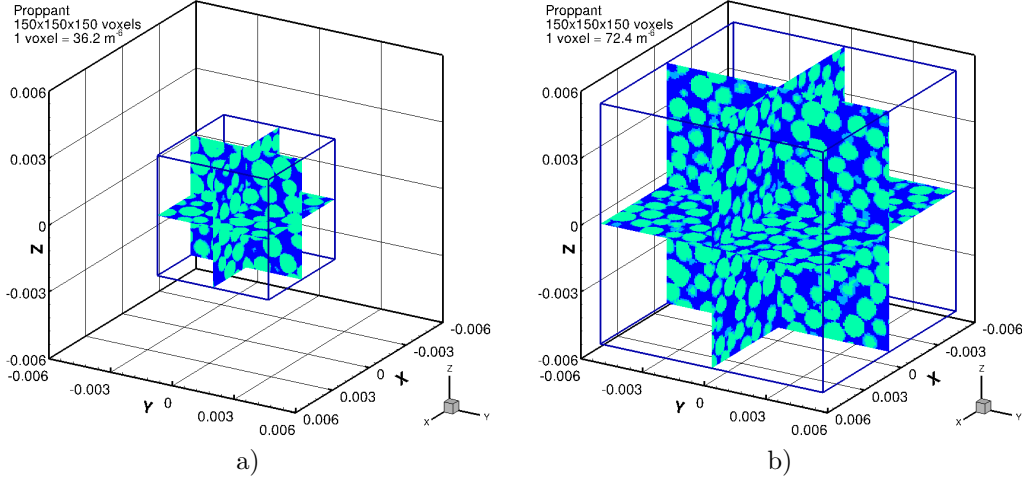 Proppant
150x150x150 voxels
1 voxel = 36.2 m⁻⁶
0.006
0.003
0
Z
-0.003
-0.006
-0.006
-0.003
Y
0
0.003
0.006
0.006
0.003
0
X
-0.003
-0.006
Z
X
Y
a)
Proppant
150x150x150 voxels
1 voxel = 72.4 m⁻⁶
0.006
0.003
0
Z
-0.003
-0.006
-0.006
-0.003
Y
0
0.003
0.006
0.006
0.003
0
X
-0.003
-0.006
Z
X
Y
b)